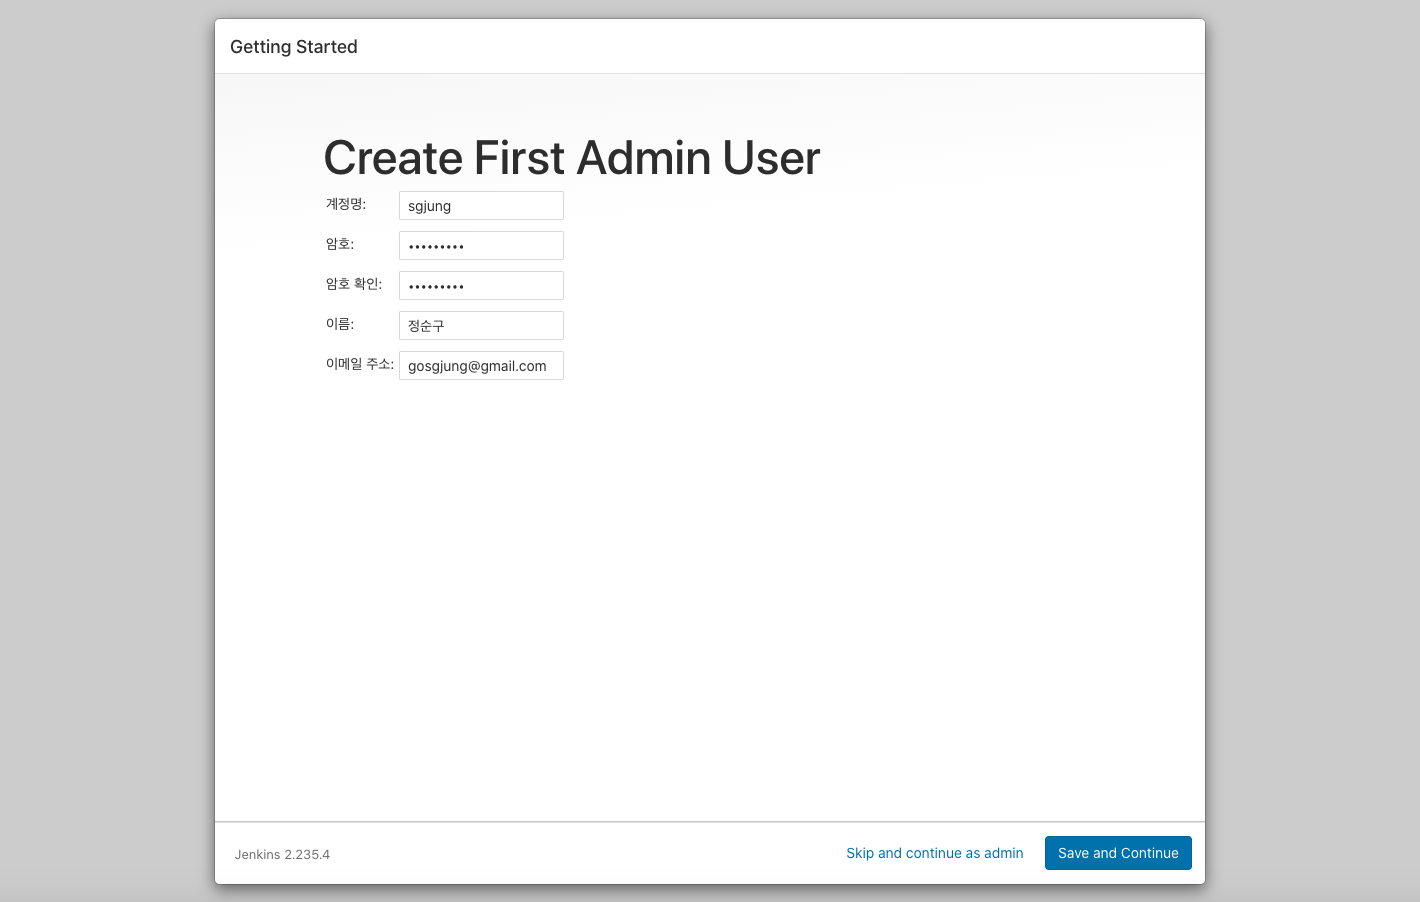 Getting Started
Create First Admin User
계정명: sgjung
암호: •••••••••
암호 확인: •••••••••
이름: 정순구
이메일 주소: gosgjung@gmail.com
Jenkins 2.235.4 Skip and continue as admin Save and Continue